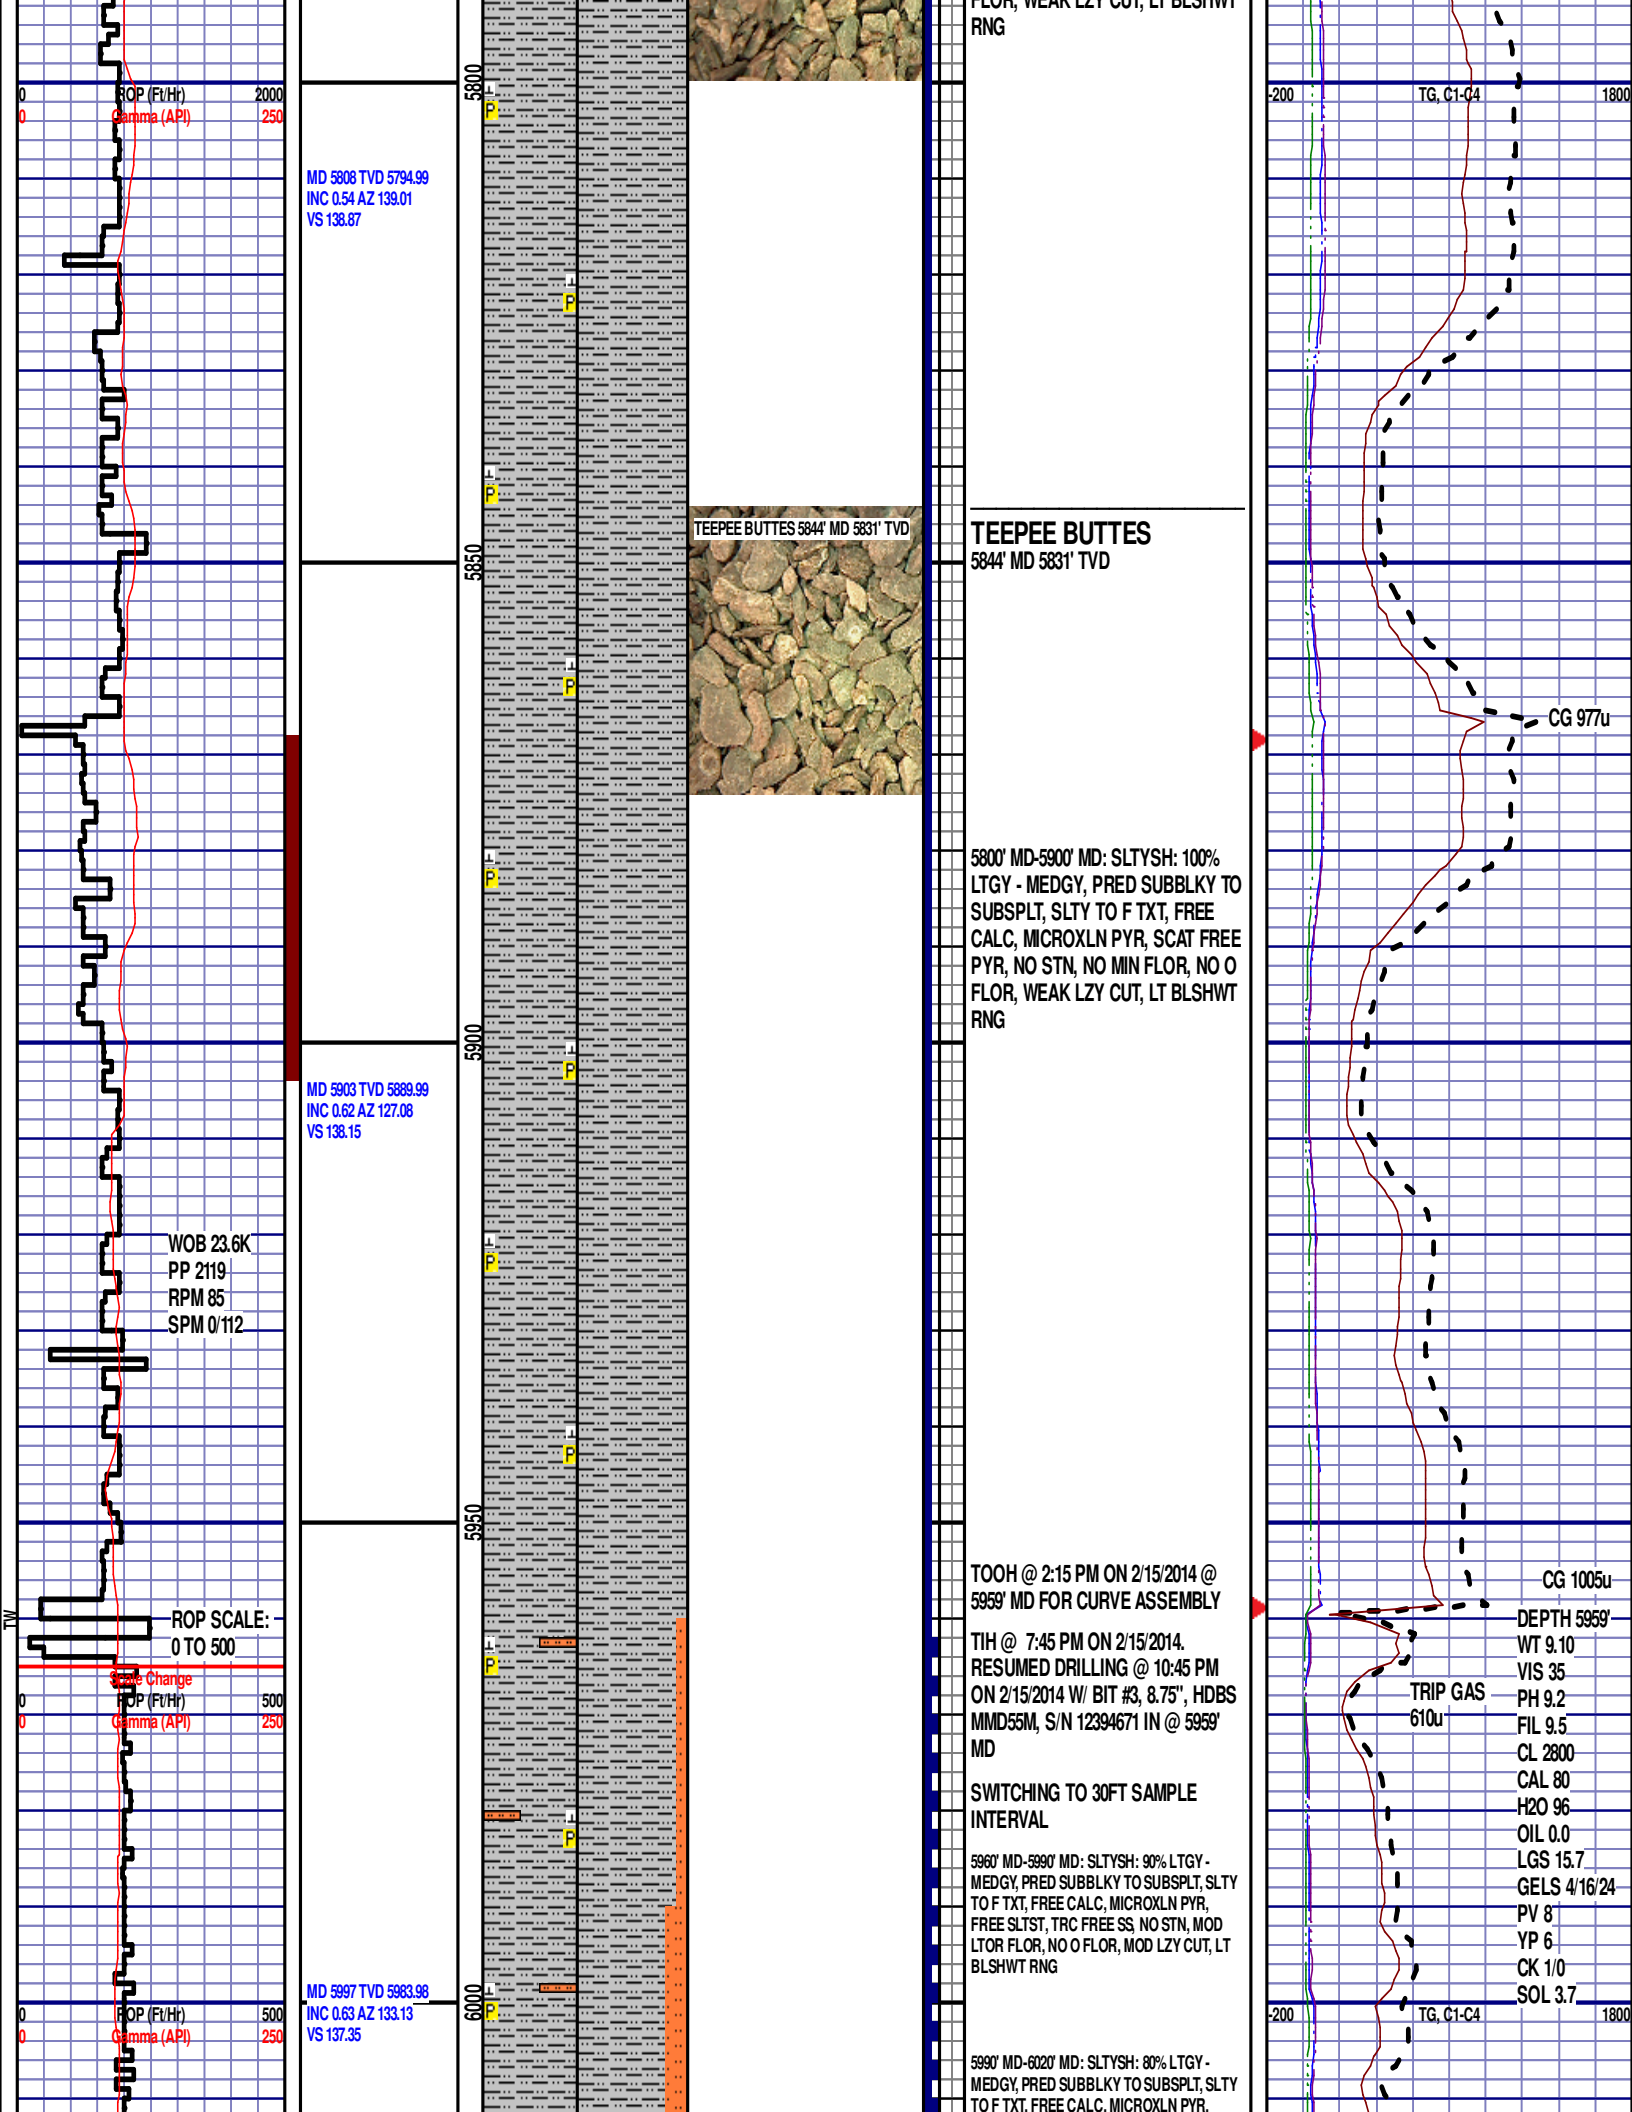 FLOR, WEAK LZY CUT, LT BLSHWT
RNG
0 ROP (Ft/Hr) 2000
0 Gamma (API) 250
5800
-200 TG, C1-C4 1800
P
MD 5808 TVD 5794.99
INC 0.54 AZ 139.01
VS 138.87
P
P
TEEPEE BUTTES 5844' MD 5831' TVD
TEEPEE BUTTES
5844' MD 5831' TVD
5850
P
CG 977u
5800' MD-5900' MD: SLTYSH: 100%
LTGY - MEDGY, PRED SUBBLKY TO
SUBSPLT, SLTY TO F TXT, FREE
CALC, MICROXLN PYR, SCAT FREE
PYR, NO STN, NO MIN FLOR, NO O
FLOR, WEAK LZY CUT, LT BLSHWT
RNG
P
5900
P
MD 5903 TVD 5889.99
INC 0.62 AZ 127.08
VS 138.15
WOB 23.6K
PP 2119
RPM 85
SPM 0/112
P
P
5950
TOOH @ 2:15 PM ON 2/15/2014 @
5959' MD FOR CURVE ASSEMBLY
CG 1005u
TW
ROP SCALE:
0 TO 500
Scale Change
0 ROP (Ft/Hr) 500
0 Gamma (API) 250
P
TIH @ 7:45 PM ON 2/15/2014.
RESUMED DRILLING @ 10:45 PM
ON 2/15/2014 W/ BIT #3, 8.75", HDBS
MMD55M, S/N 12394671 IN @ 5959'
MD
TRIP GAS
610u
DEPTH 5959'
WT 9.10
VIS 35
PH 9.2
FIL 9.5
CL 2800
CAL 80
H2O 96
OIL 0.0
LGS 15.7
GELS 4/16/24
PV 8
YP 6
CK 1/0
SOL 3.7
SWITCHING TO 30FT SAMPLE
INTERVAL
P
5960' MD-5990' MD: SLTYSH: 90% LTGY -
MEDGY, PRED SUBBLKY TO SUBSPLT, SLTY
TO F TXT, FREE CALC, MICROXLN PYR,
FREE SLTST, TRC FREE SS, NO STN, MOD
LTOR FLOR, NO O FLOR, MOD LZY CUT, LT
BLSHWT RNG
MD 5997 TVD 5983.98
INC 0.63 AZ 133.13
VS 137.35
6000
P
0 ROP (Ft/Hr) 500
0 Gamma (API) 250
-200 TG, C1-C4 1800
5990' MD-6020' MD: SLTYSH: 80% LTGY -
MEDGY, PRED SUBBLKY TO SUBSPLT, SLTY
TO F TXT, FREE CALC, MICROXLN PYR,